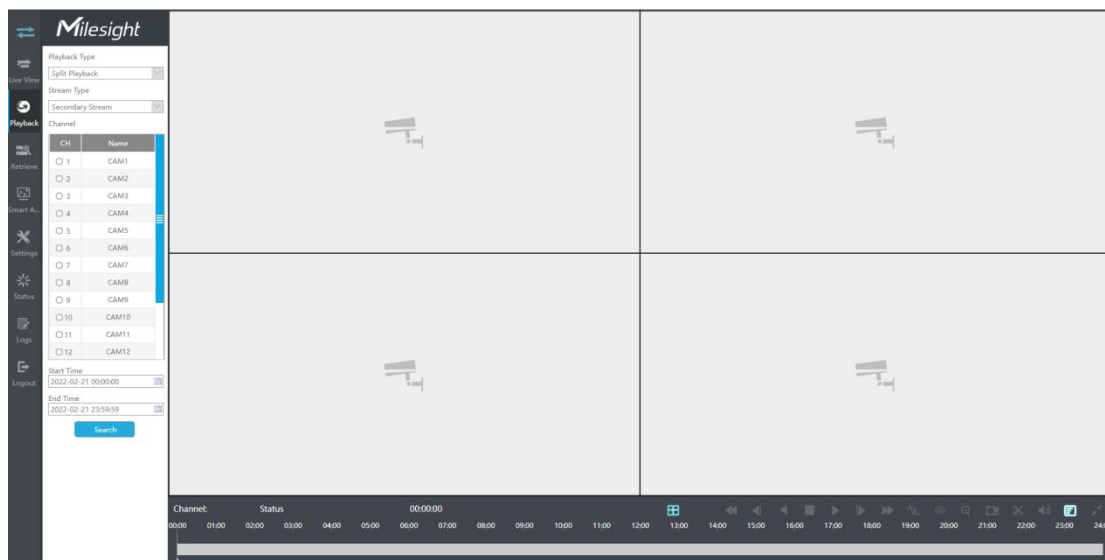 Milesight
Live View
Playback
Retrieve
Smart A...
Settings
Status
Logs
Logout
Playback Type
Split Playback
Stream Type
Secondary Stream
Channel
CH Name
1 CAM1
2 CAM2
3 CAM3
4 CAM4
5 CAM5
6 CAM6
7 CAM7
8 CAM8
9 CAM9
10 CAM10
11 CAM11
12 CAM12
Start Time
2022-02-21 00:00:00
End Time
2022-02-21 23:59:59
Search
Channel: Status 00:00:00
00:00 01:00 02:00 03:00 04:00 05:00 06:00 07:00 08:00 09:00 10:00 11:00 12:00 13:00 14:00 15:00 16:00 17:00 18:00 19:00 20:00 21:00 22:00 23:00